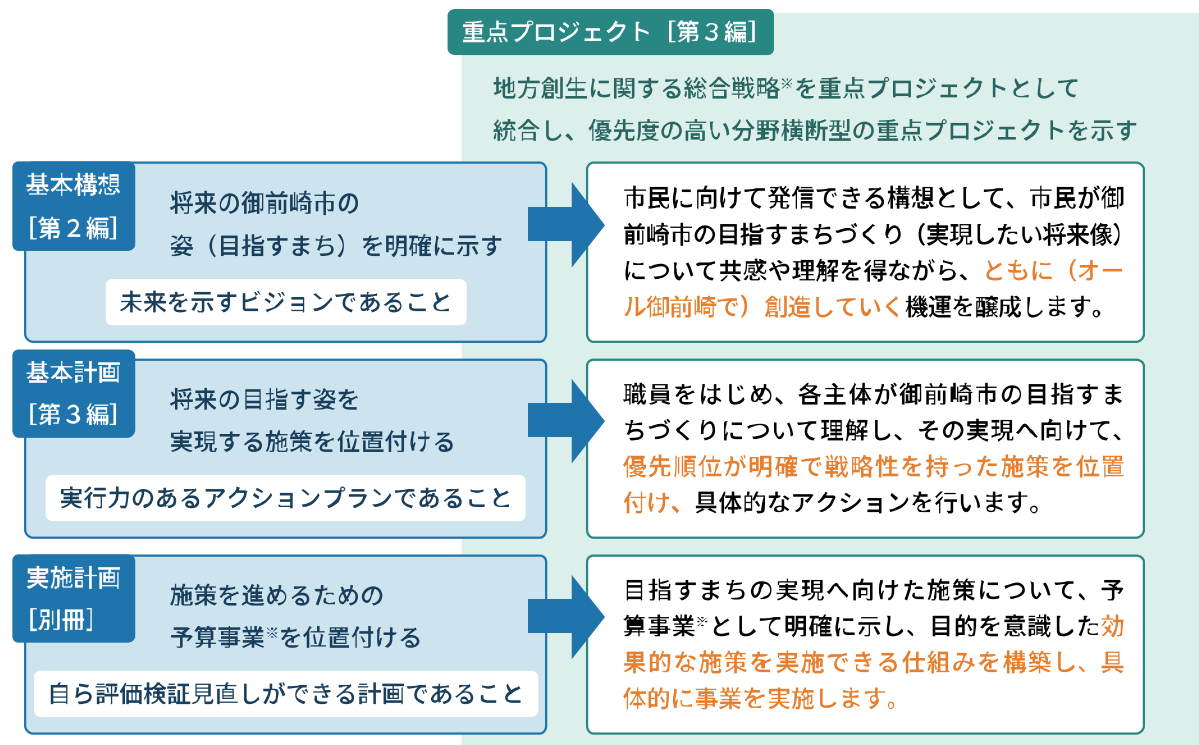 重点プロジェクト［第３編］
地方創生に関する総合戦略※を重点プロジェクトとして
統合し、優先度の高い分野横断型の重点プロジェクトを示す
基本構想
［第２編］
将来の御前崎市の
姿（目指すまち）を明確に示す
未来を示すビジョンであること
市民に向けて発信できる構想として、市民が御
前崎市の目指すまちづくり（実現したい将来像）
について共感や理解を得ながら、ともに（オー
ル御前崎で）創造していく機運を醸成します。
基本計画
［第３編］
将来の目指す姿を
実現する施策を位置付ける
実行力のあるアクションプランであること
職員をはじめ、各主体が御前崎市の目指すま
ちづくりについて理解し、その実現へ向けて、
優先順位が明確で戦略性を持った施策を位置
付け、具体的なアクションを行います。
実施計画
［別冊］
施策を進めるための
予算事業※を位置付ける
自ら評価検証見直しができる計画であること
目指すまちの実現へ向けた施策について、予
算事業※として明確に示し、目的を意識した効
果的な施策を実施できる仕組みを構築し、具
体的に事業を実施します。